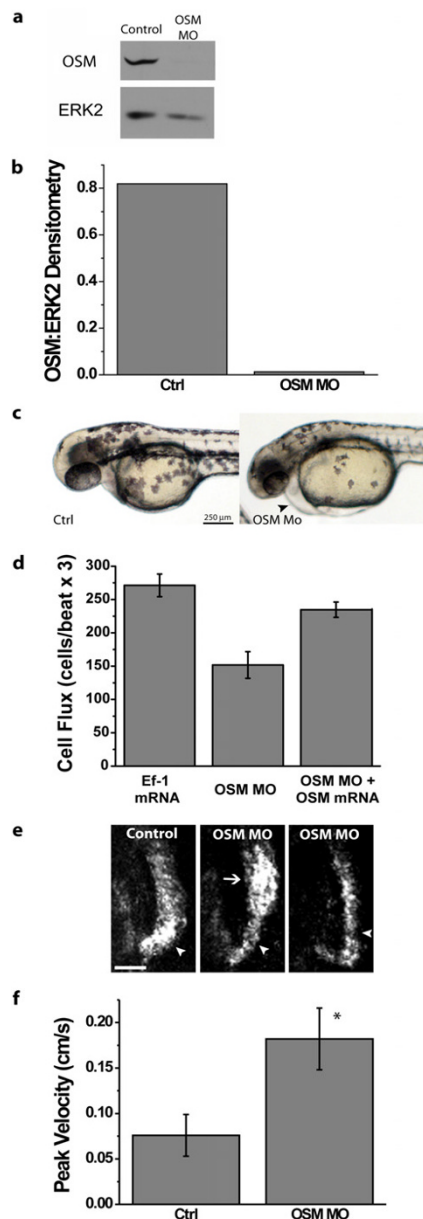 a
Control OSM MO
OSM
ERK2
b
OSM:ERK2 Densitometry
0.8
0.6
0.4
0.2
0.0
Ctrl OSM MO
c
Ctrl 250 µm OSM Mo
d
Cell Flux (cells/beat x 3)
300
250
200
150
100
50
0
Ef-1 mRNA OSM MO OSM MO + OSM mRNA
e
Control OSM MO OSM MO
f
Peak Velocity (cm/s)
0.20
0.15
0.10
0.05
0.00
*
Ctrl OSM MO